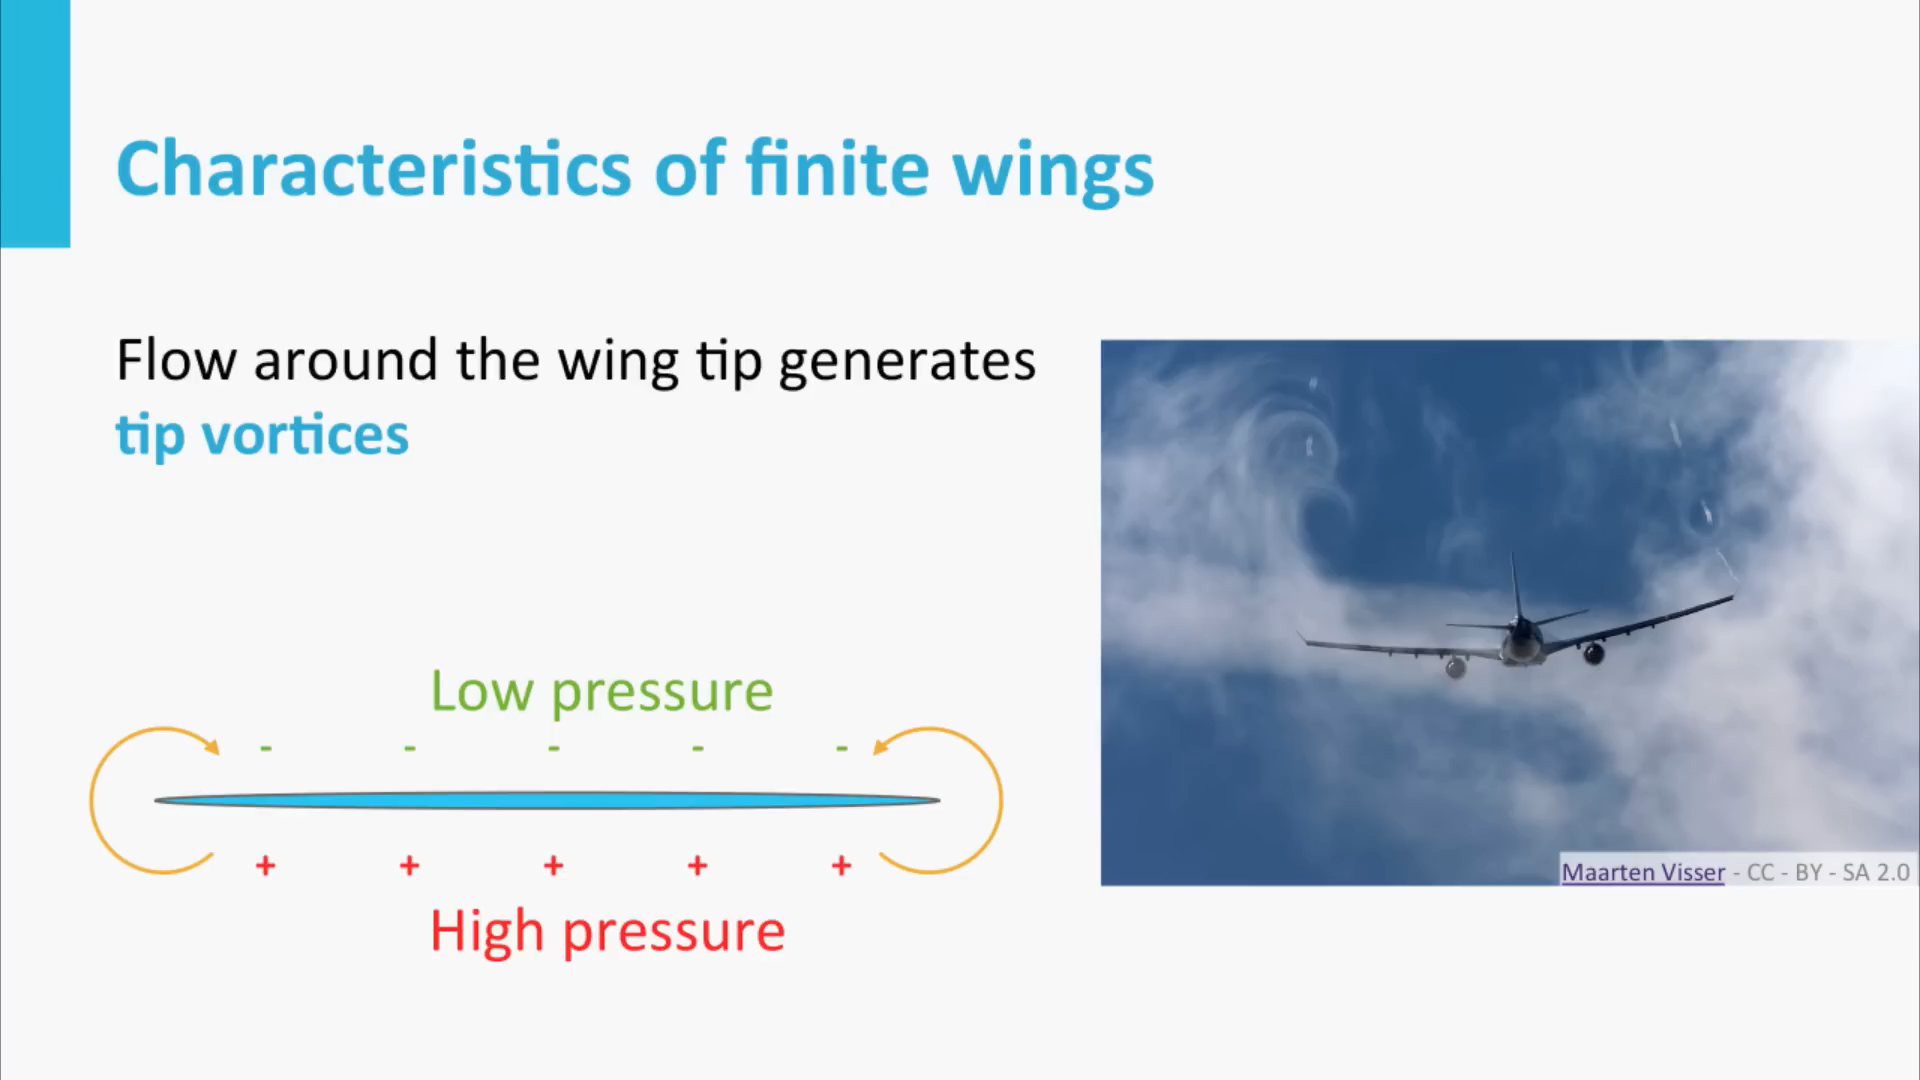 Characteristics of finite wings
Flow around the wing tip generates
tip vortices
Low pressure
- - - - -
+ + + + +
High pressure
Maarten Visser - CC - BY - SA 2.0